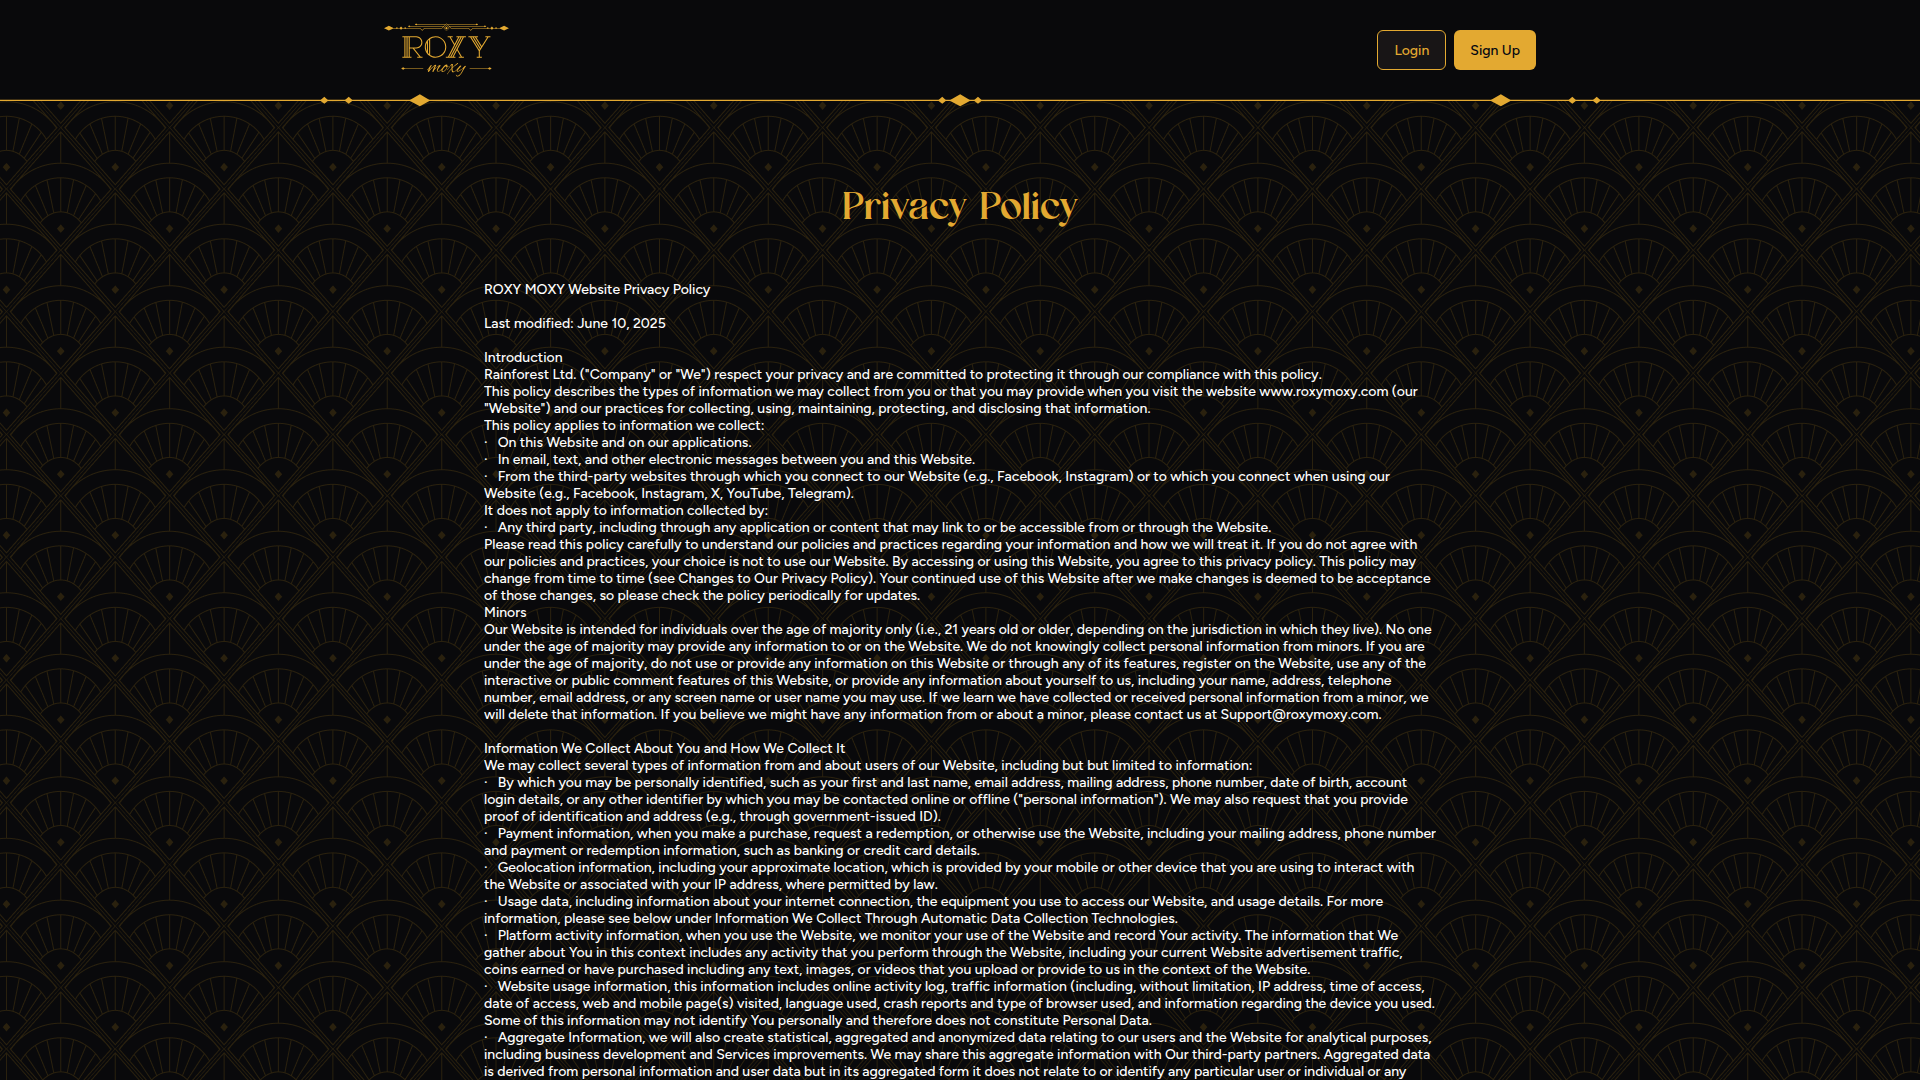 ROXY
moxy
Login
Sign Up
Privacy Policy
ROXY MOXY Website Privacy Policy
Last modified: June 10, 2025
Introduction
Rainforest Ltd. ("Company" or "We") respect your privacy and are committed to protecting it through our compliance with this policy.
This policy describes the types of information we may collect from you or that you may provide when you visit the website www.roxymoxy.com (our
"Website") and our practices for collecting, using, maintaining, protecting, and disclosing that information.
This policy applies to information we collect:
· On this Website and on our applications.
· In email, text, and other electronic messages between you and this Website.
· From the third-party websites through which you connect to our Website (e.g., Facebook, Instagram) or to which you connect when using our
Website (e.g., Facebook, Instagram, X, YouTube, Telegram).
It does not apply to information collected by:
· Any third party, including through any application or content that may link to or be accessible from or through the Website.
Please read this policy carefully to understand our policies and practices regarding your information and how we will treat it. If you do not agree with
our policies and practices, your choice is not to use our Website. By accessing or using this Website, you agree to this privacy policy. This policy may
change from time to time (see Changes to Our Privacy Policy). Your continued use of this Website after we make changes is deemed to be acceptance
of those changes, so please check the policy periodically for updates.
Minors
Our Website is intended for individuals over the age of majority only (i.e., 21 years old or older, depending on the jurisdiction in which they live). No one
under the age of majority may provide any information to or on the Website. We do not knowingly collect personal information from minors. If you are
under the age of majority, do not use or provide any information on this Website or through any of its features, register on the Website, use any of the
interactive or public comment features of this Website, or provide any information about yourself to us, including your name, address, telephone
number, email address, or any screen name or user name you may use. If we learn we have collected or received personal information from a minor, we
will delete that information. If you believe we might have any information from or about a minor, please contact us at Support@roxymoxy.com.
Information We Collect About You and How We Collect It
We may collect several types of information from and about users of our Website, including but but limited to information:
· By which you may be personally identified, such as your first and last name, email address, mailing address, phone number, date of birth, account
login details, or any other identifier by which you may be contacted online or offline ("personal information"). We may also request that you provide
proof of identification and address (e.g., through government-issued ID).
· Payment information, when you make a purchase, request a redemption, or otherwise use the Website, including your mailing address, phone number
and payment or redemption information, such as banking or credit card details.
· Geolocation information, including your approximate location, which is provided by your mobile or other device that you are using to interact with
the Website or associated with your IP address, where permitted by law.
· Usage data, including information about your internet connection, the equipment you use to access our Website, and usage details. For more
information, please see below under Information We Collect Through Automatic Data Collection Technologies.
· Platform activity information, when you use the Website, we monitor your use of the Website and record Your activity. The information that We
gather about You in this context includes any activity that you perform through the Website, including your current Website advertisement traffic,
coins earned or have purchased including any text, images, or videos that you upload or provide to us in the context of the Website.
· Website usage information, this information includes online activity log, traffic information (including, without limitation, IP address, time of access,
date of access, web and mobile page(s) visited, language used, crash reports and type of browser used, and information regarding the device you used.
Some of this information may not identify You personally and therefore does not constitute Personal Data.
· Aggregate Information, we will also create statistical, aggregated and anonymized data relating to our users and the Website for analytical purposes,
including business development and Services improvements. We may share this aggregate information with Our third-party partners. Aggregated data
is derived from personal information and user data but in its aggregated form it does not relate to or identify any particular user or individual or any